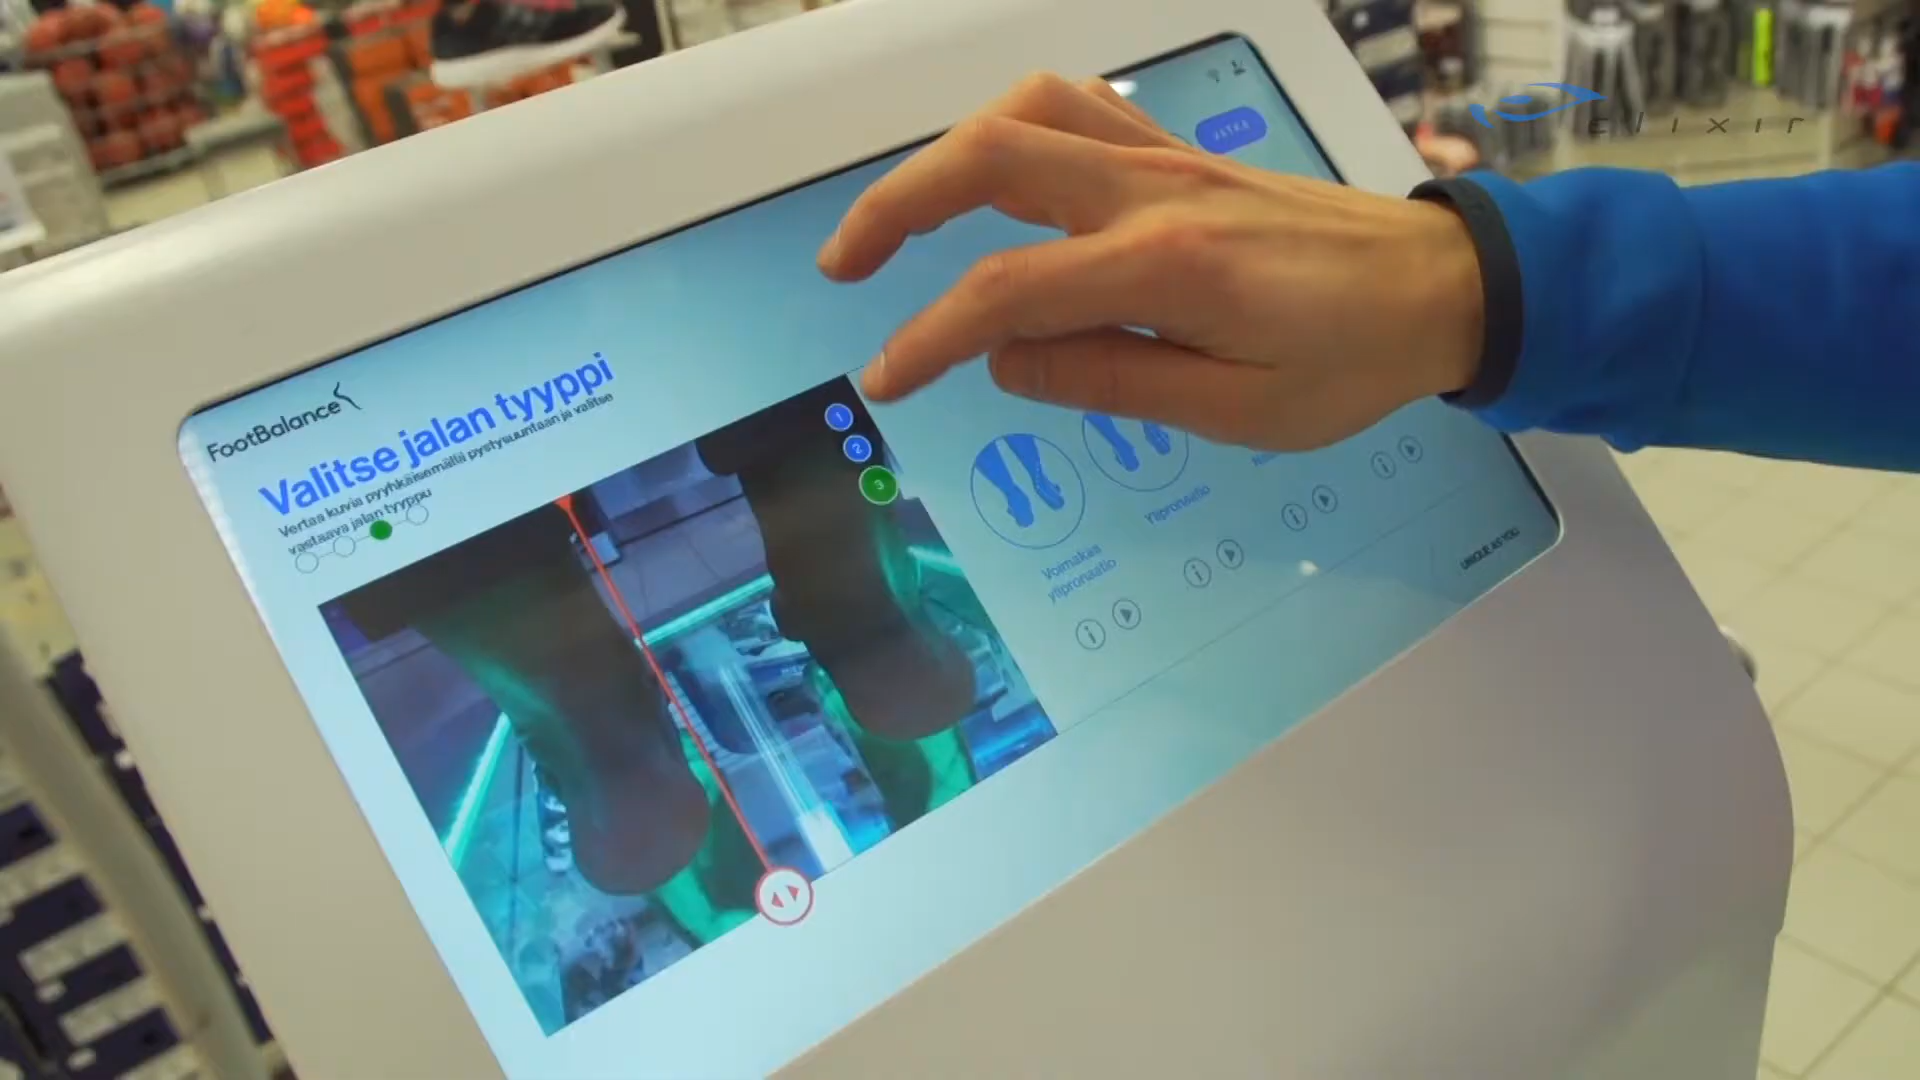 elixir
JATKA
FootBalance
Valitse jalan tyyppi
Vertaa kuvia pyyhkäisemällä pystysuuntaan ja valitse
vastaava jalan tyyppi
1
2
3
Voimakas
ylipronaatio
Ylipronaatio
UNIQUE AS YOU